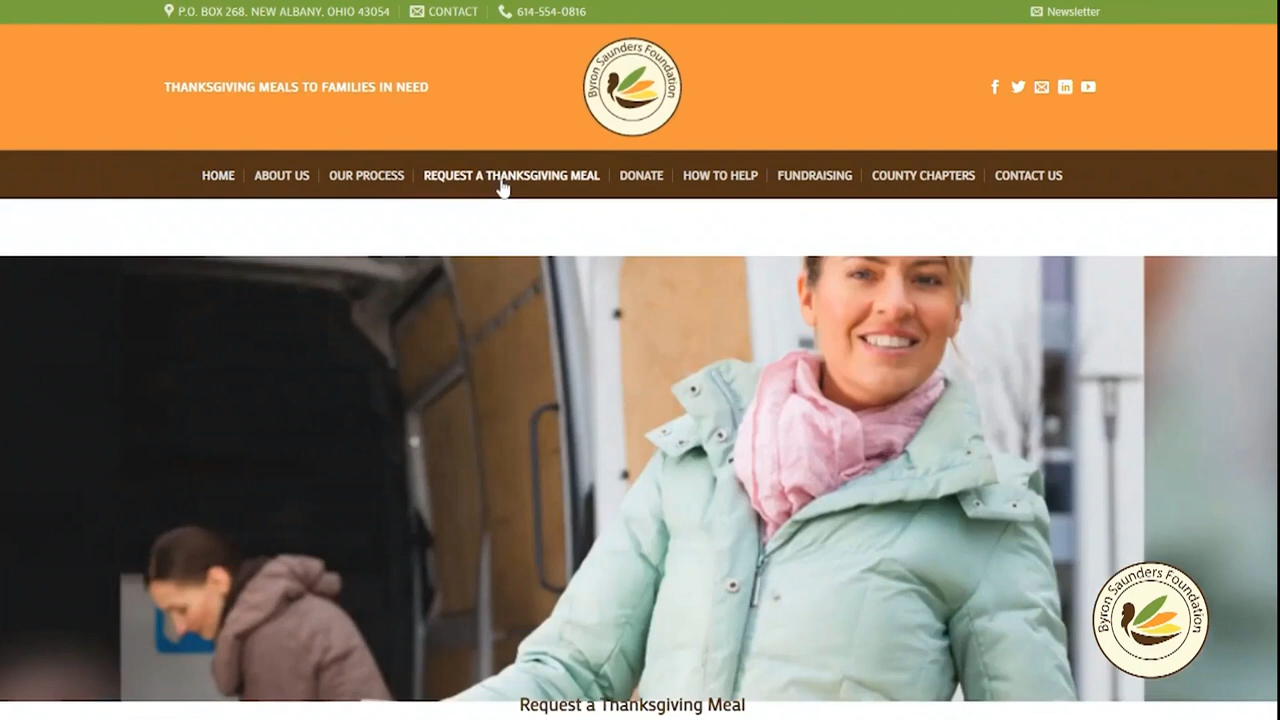 P.O. BOX 268, NEW ALBANY, OHIO 43054
CONTACT
614-554-0816
Newsletter
THANKSGIVING MEALS TO FAMILIES IN NEED
Byron Saunders Foundation
HOME
ABOUT US
OUR PROCESS
REQUEST A THANKSGIVING MEAL
DONATE
HOW TO HELP
FUNDRAISING
COUNTY CHAPTERS
CONTACT US
Byron Saunders Foundation
Request a Thanksgiving Meal